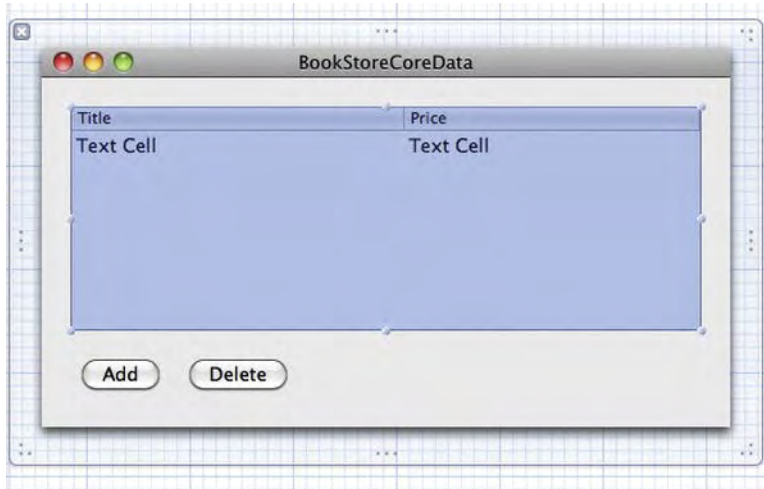 BookStoreCoreData
Title Price
Text Cell Text Cell
Add Delete